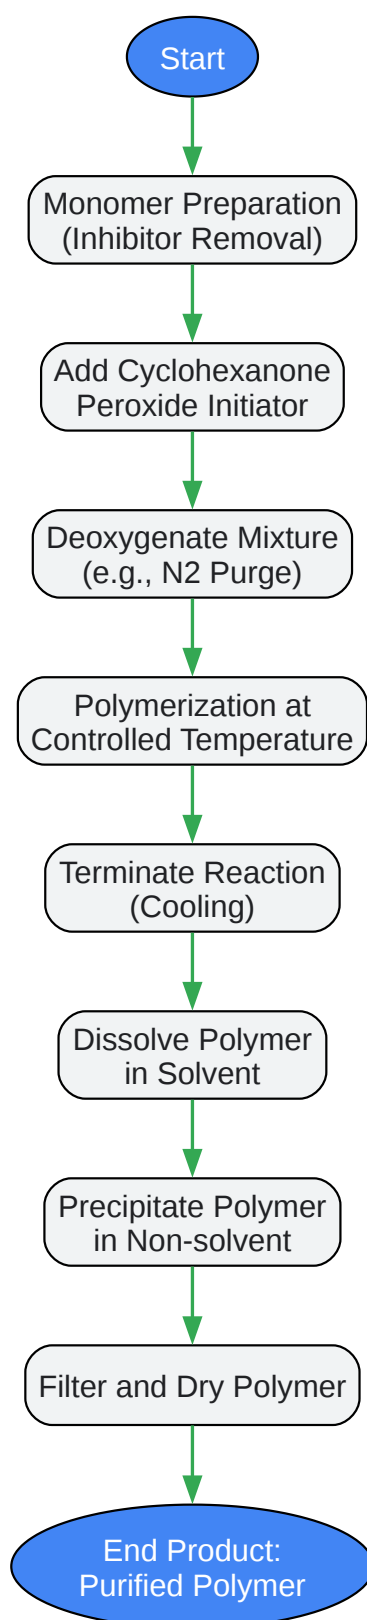 Start
Monomer Preparation
(Inhibitor Removal)
Add Cyclohexanone
Peroxide Initiator
Deoxygenate Mixture
(e.g., N2 Purge)
Polymerization at
Controlled Temperature
Terminate Reaction
(Cooling)
Dissolve Polymer
in Solvent
Precipitate Polymer
in Non-solvent
Filter and Dry Polymer
End Product:
Purified Polymer